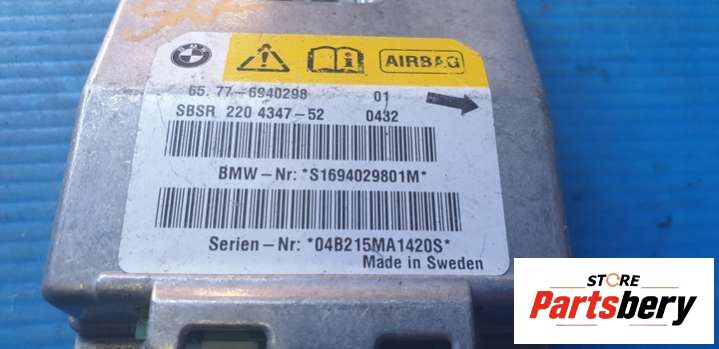 BMW
AIRBAG
65. 77-6940298 01
SBSR 220 4347-52 0432
BMW-Nr: *S1694029801M*
Serien-Nr: *04B215MA1420S*
Made in Sweden
STORE
Partsbery